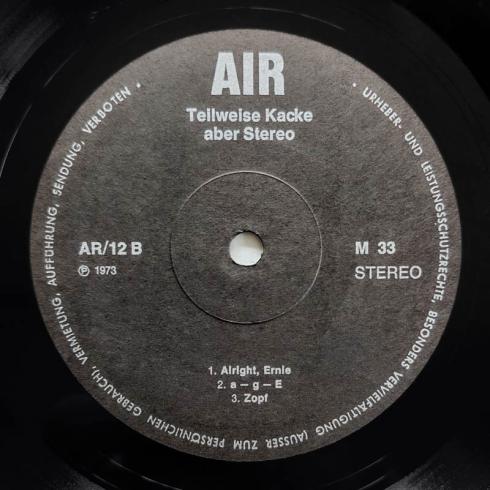 AIR
Teilweise Kacke
aber Stereo
AR/12 B
℗ 1973
M 33
STEREO
1. Alright, Ernie
2. a – g – E
3. Zopf
· URHEBER- UND LEISTUNGSSCHUTZRECHTE, BESONDERS VERVIELFÄLTIGUNG (AUSSER ZUM PERSÖNLICHEN GEBRAUCH), VERMIETUNG, AUFFÜHRUNG, SENDUNG, VERBOTEN ·